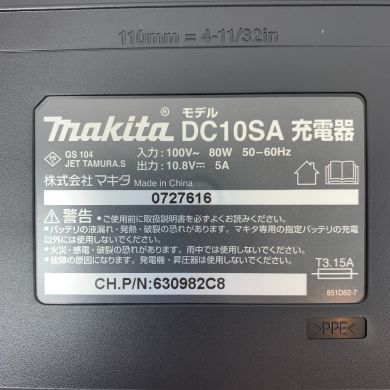 110mm = 4-11/32in
makita® モデル DC10SA 充電器
GS 104
JET TAMURA.S
入力 : 100V~ 80W 50-60Hz
出力 : 10.8V⎓ 5A
株式会社 マキタ Made in China
0727616
⚠警告 ・ご使用前に取扱説明書を必ずよくお読みください。
・バッテリの液漏れ・発熱・破裂の恐れがあります。マキタ専用の指定バッテリの充電以外には使用しないでください。
・火災・感電・破裂の恐れがあります。雨中では使用しないでください。
・故障の原因になります。発電機・昇圧器は使用しないでください。
T3.15A
CH.P/N:630982C8
851D82-7
>PPE<